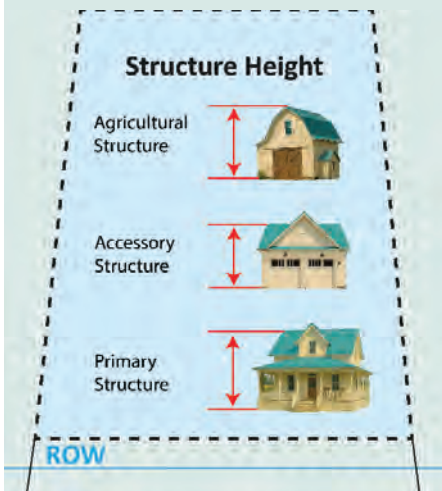 Structure Height
Agricultural
Structure
Accessory
Structure
Primary
Structure
ROW